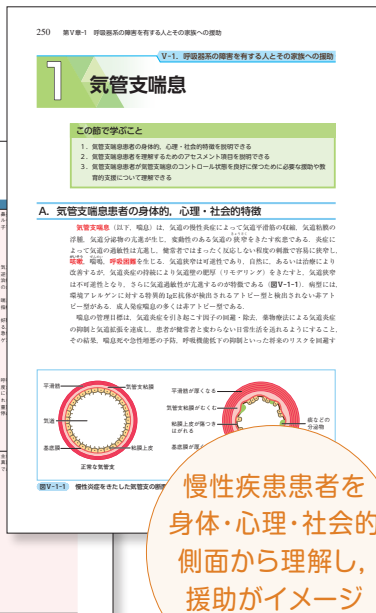 250 第Ⅴ章-1 呼吸器系の障害を有する人とその家族への援助
Ⅴ-1. 呼吸器系の障害を有する人とその家族への援助
1 気管支喘息
この節で学ぶこと
1. 気管支喘息患者の身体的,心理・社会的特徴を説明できる
2. 気管支喘息患者を理解するためのアセスメント項目を説明できる
3. 気管支喘息患者が気管支喘息のコントロール状態を良好に保つために必要な援助や教
育的支援について理解できる
A. 気管支喘息患者の身体的,心理・社会的特徴
気管支喘息(以下,喘息)は,気道の慢性炎症によって気道平滑筋の収縮,気道粘膜の
浮腫,気道分泌物の亢進が生じ,変動性のある気道の狭窄をきたす疾患である.炎症に
よって気道の過敏性は亢進し,健常者ではまったく反応しない程度の刺激で容易に狭窄し,
咳嗽,喘鳴,呼吸困難を生じる.気道狭窄は可逆性であり,自然に,あるいは治療により
改善するが,気道炎症の持続により気道壁の肥厚(リモデリング)をきたすと,気道狭窄
は不可逆性となり,さらに気道過敏性が亢進するのが特徴である(図Ⅴ-1-1).病型には,
環境アレルゲンに対する特異的IgE抗体が検出されるアトピー型と検出されない非アト
ピー型がある.成人発症喘息の多くは非アトピー型である.
喘息の管理目標は,気道炎症を引き起こす因子の回避・除去,薬物療法による気道炎症
の抑制と気道拡張を達成し,患者が健常者と変わらない日常生活を送れるようにすること,
その結果,喘息死や急性増悪の予防,呼吸機能低下の抑制といった将来のリスクを回避す
平滑筋
気管支粘膜
気道
基底膜
粘膜上皮
正常な気管支
平滑筋が厚くなる
気管支粘膜がむくむ
粘膜上皮が傷つき
はがれる
基底膜が厚く
痰などの
分泌物
図Ⅴ-1-1 慢性炎症をきたした気管支の断面
慢性疾患患者を
身体・心理・社会的
側面から理解し,
援助がイメージ